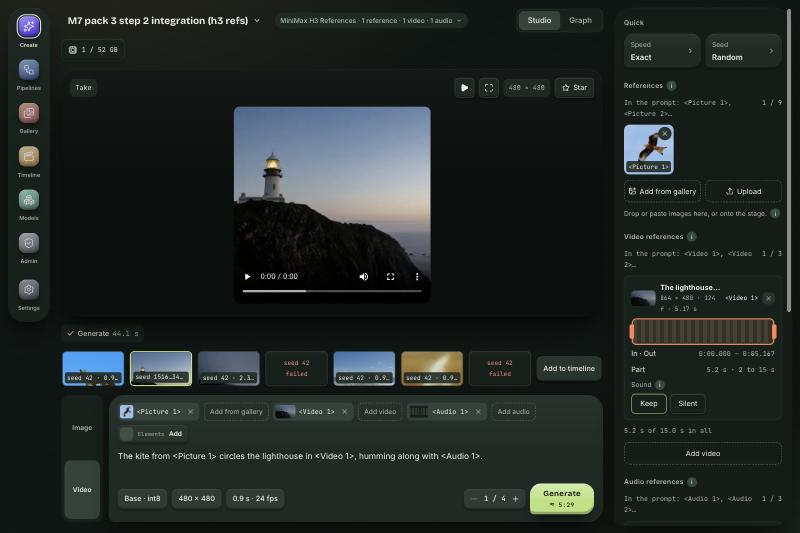 Create
Pipelines
Gallery
Timeline
Models
Admin
Settings
M7 pack 3 step 2 integration (h3 refs)
MiniMax H3 References · 1 reference · 1 video · 1 audio
Studio
Graph
1 / 52 GB
Take
480 × 480
Star
0:00 / 0:00
Generate 44.1 s
seed 42 · 0.9…
seed 1516…34…
seed 42 · 2.3…
seed 42
failed
seed 42 · 0.9…
seed 42 · 0.9…
seed 42
failed
Add to timeline
Image
Video
<Picture 1> ×
Add from gallery
<Video 1> ×
Add video
<Audio 1> ×
Add audio
Elements Add
The kite from <Picture 1> circles the lighthouse in <Video 1>, humming along with <Audio 1>.
Base · int8
480 × 480
0.9 s · 24 fps
− 1 / 4 +
Generate
≈ 5:29
Quick
Speed
Exact
Seed
Random
References i
In the prompt: <Picture 1>, 1 / 9
<Picture 2>…
<Picture 1>
Add from gallery
Upload
Drop or paste images here, or onto the stage. i
Video references i
In the prompt: <Video 1>, <Video 1 / 3
2>…
The lighthouse…
864 × 480 · 124 <Video 1> ×
f · 5.17 s
In · Out 0:00.000 – 0:05.167
Part 5.2 s · 2 to 15 s
Sound i
Keep
Silent
5.2 s of 15.0 s in all
Add video
Audio references i
In the prompt: <Audio 1>, <Audio 1 / 3
2>…